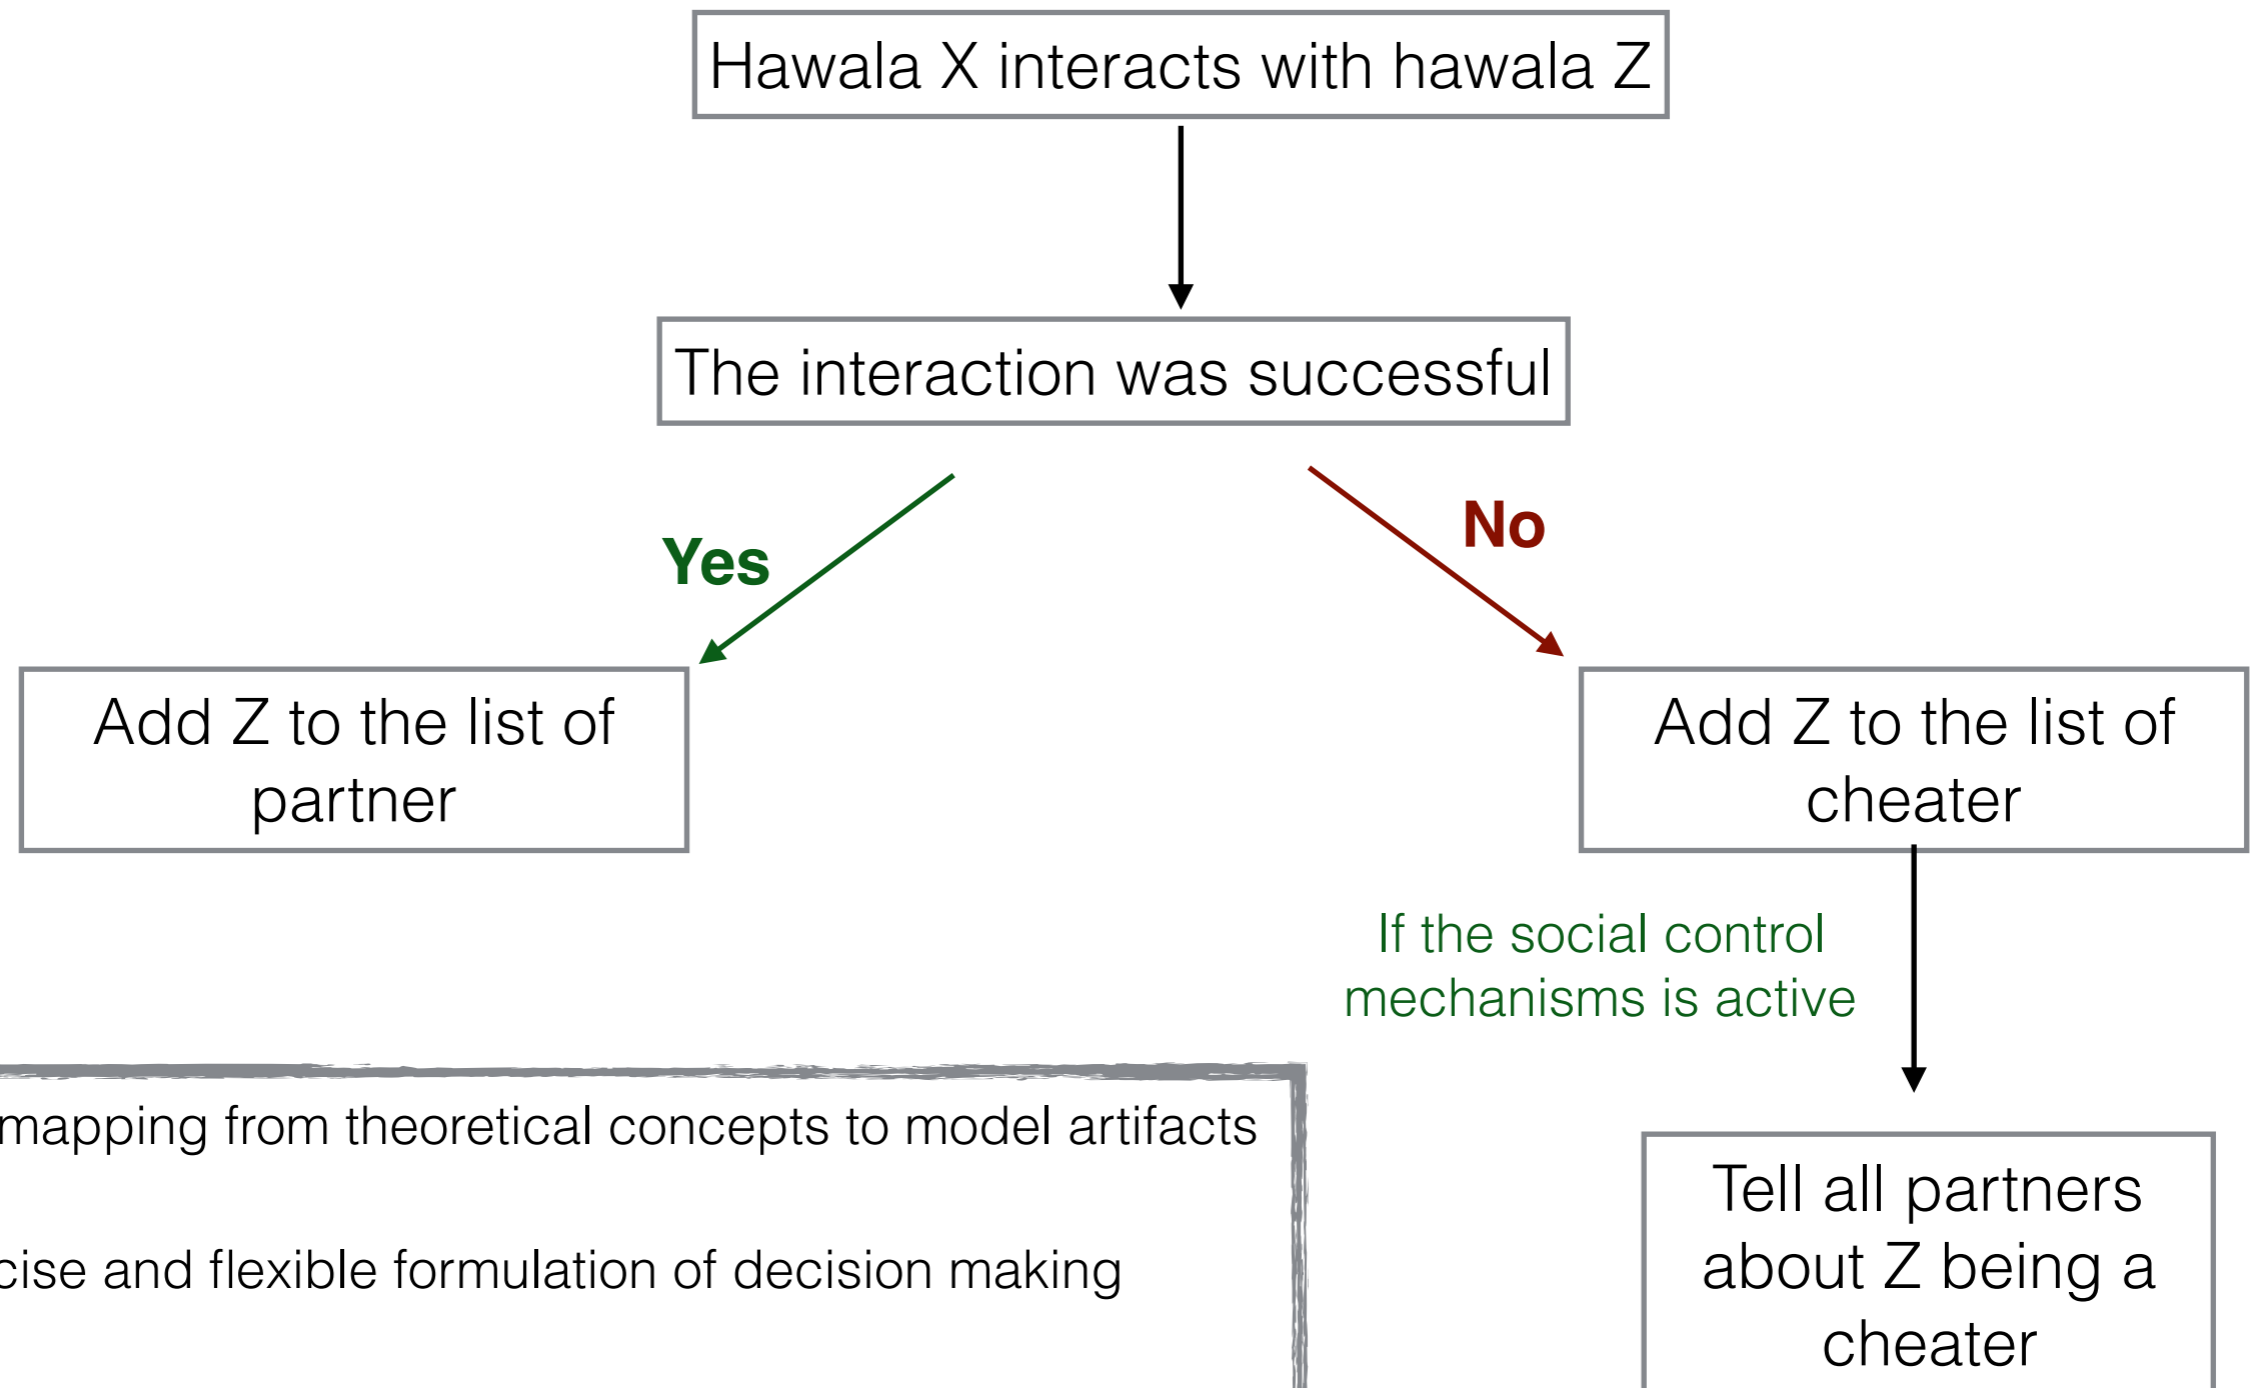 Hawala X interacts with hawala Z
The interaction was successful
Yes
No
Add Z to the list of
partner
Add Z to the list of
cheater
If the social control
mechanisms is active
mapping from theoretical concepts to model artifacts
cise and flexible formulation of decision making
Tell all partners
about Z being a
cheater